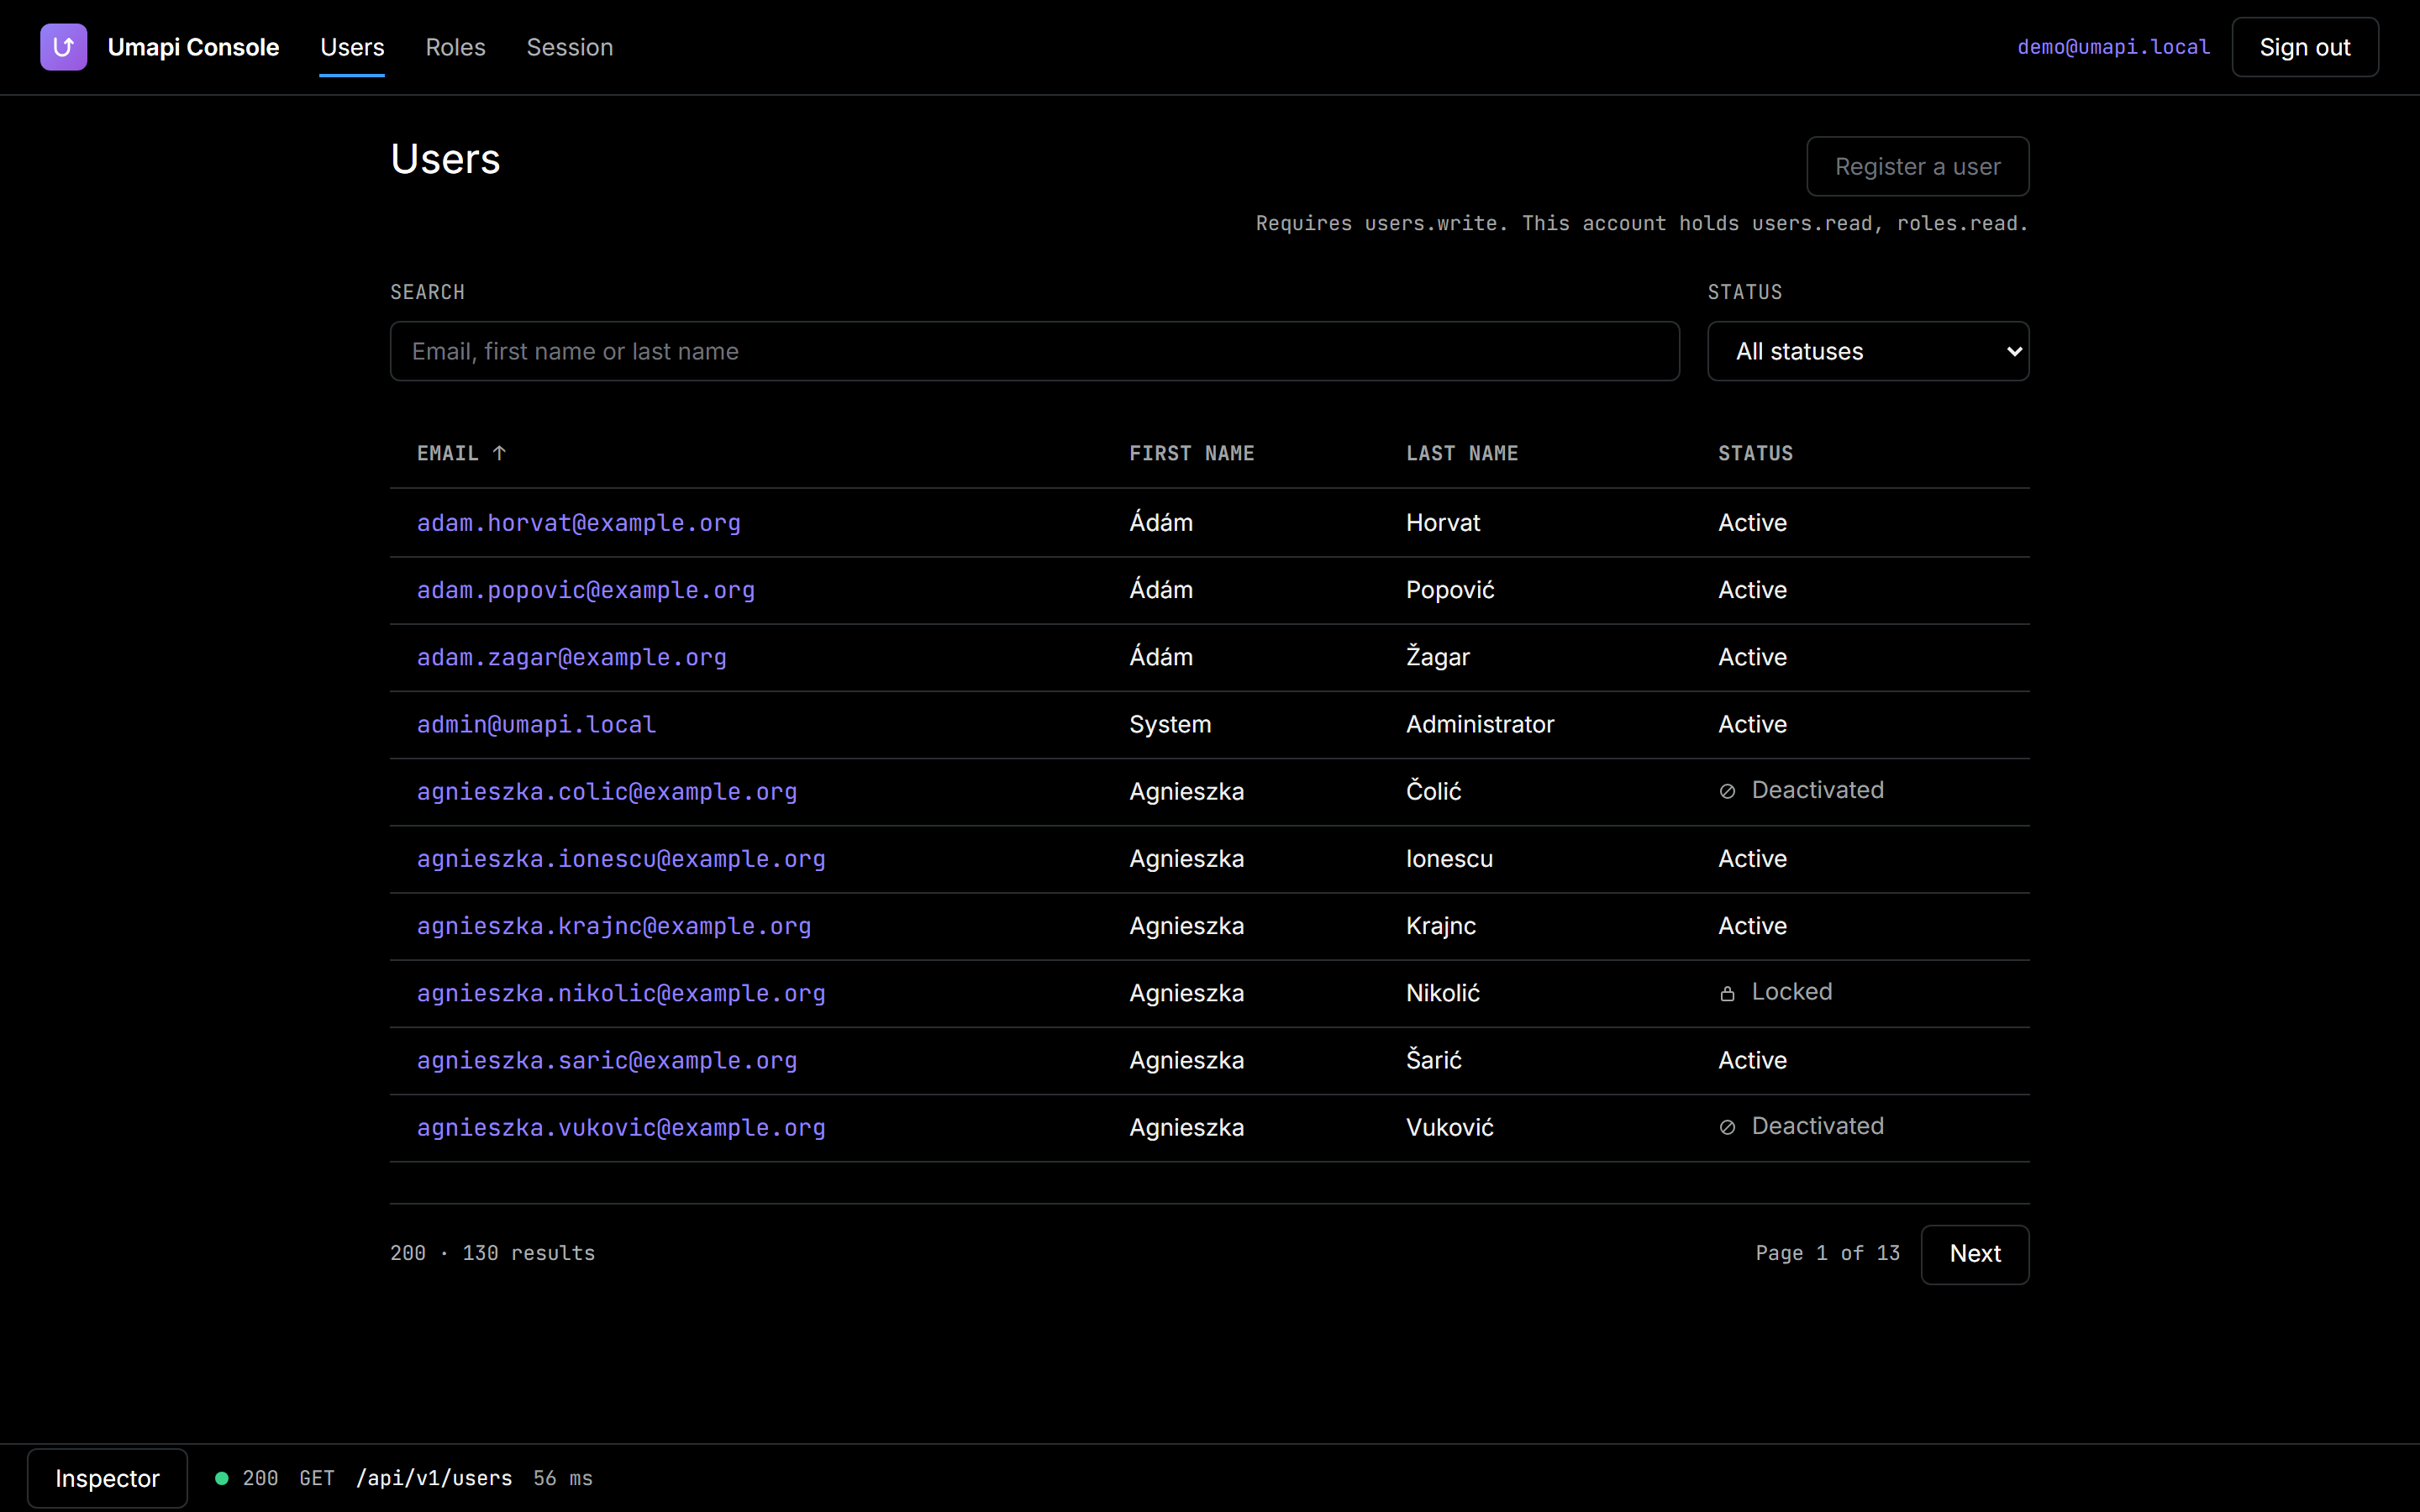 Umapi Console Users Roles Session demo@umapi.local Sign out
Users
Register a user
Requires users.write. This account holds users.read, roles.read.
SEARCH STATUS
Email, first name or last name All statuses
EMAIL ↑ FIRST NAME LAST NAME STATUS
adam.horvat@example.org Ádám Horvat Active
adam.popovic@example.org Ádám Popović Active
adam.zagar@example.org Ádám Žagar Active
admin@umapi.local System Administrator Active
agnieszka.colic@example.org Agnieszka Čolić Deactivated
agnieszka.ionescu@example.org Agnieszka Ionescu Active
agnieszka.krajnc@example.org Agnieszka Krajnc Active
agnieszka.nikolic@example.org Agnieszka Nikolić Locked
agnieszka.saric@example.org Agnieszka Šarić Active
agnieszka.vukovic@example.org Agnieszka Vuković Deactivated
200 · 130 results Page 1 of 13 Next
Inspector 200 GET /api/v1/users 56 ms